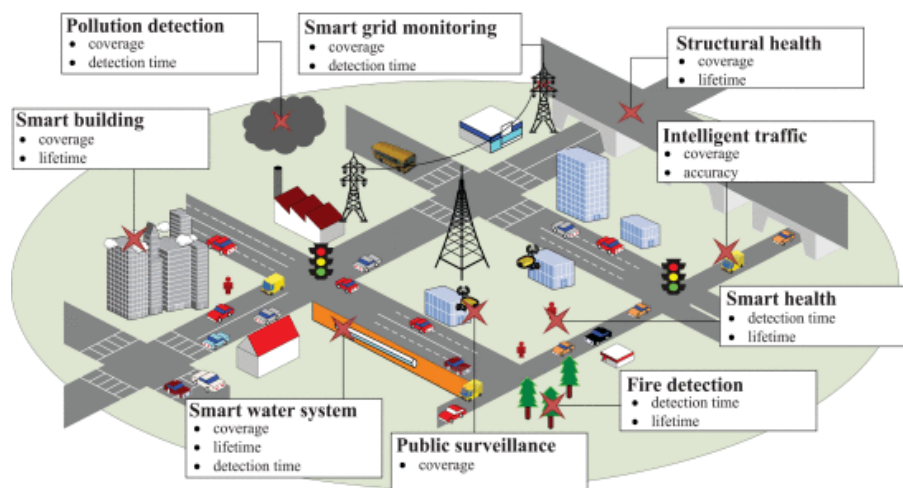 Pollution detection
• coverage
• detection time
Smart grid monitoring
• coverage
• detection time
Structural health
• coverage
• lifetime
Smart building
• coverage
• lifetime
Intelligent traffic
• coverage
• accuracy
Smart health
• detection time
• lifetime
Fire detection
• detection time
• lifetime
Smart water system
• coverage
• lifetime
• detection time
Public surveillance
• coverage